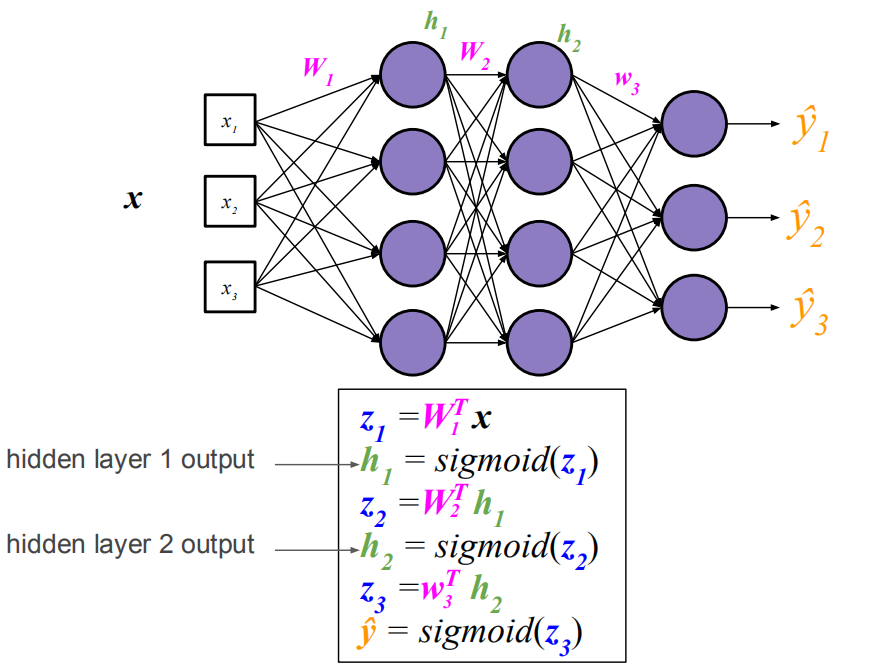 h₁
h₂
W₁
W₂
w₃
x₁
ŷ₁
x
x₂
ŷ₂
x₃
ŷ₃
z₁ =W₁ᵀ x
hidden layer 1 output
h₁ = sigmoid(z₁)
z₂ =W₂ᵀ h₁
hidden layer 2 output
h₂ = sigmoid(z₂)
z₃ =w₃ᵀ h₂
ŷ = sigmoid(z₃)